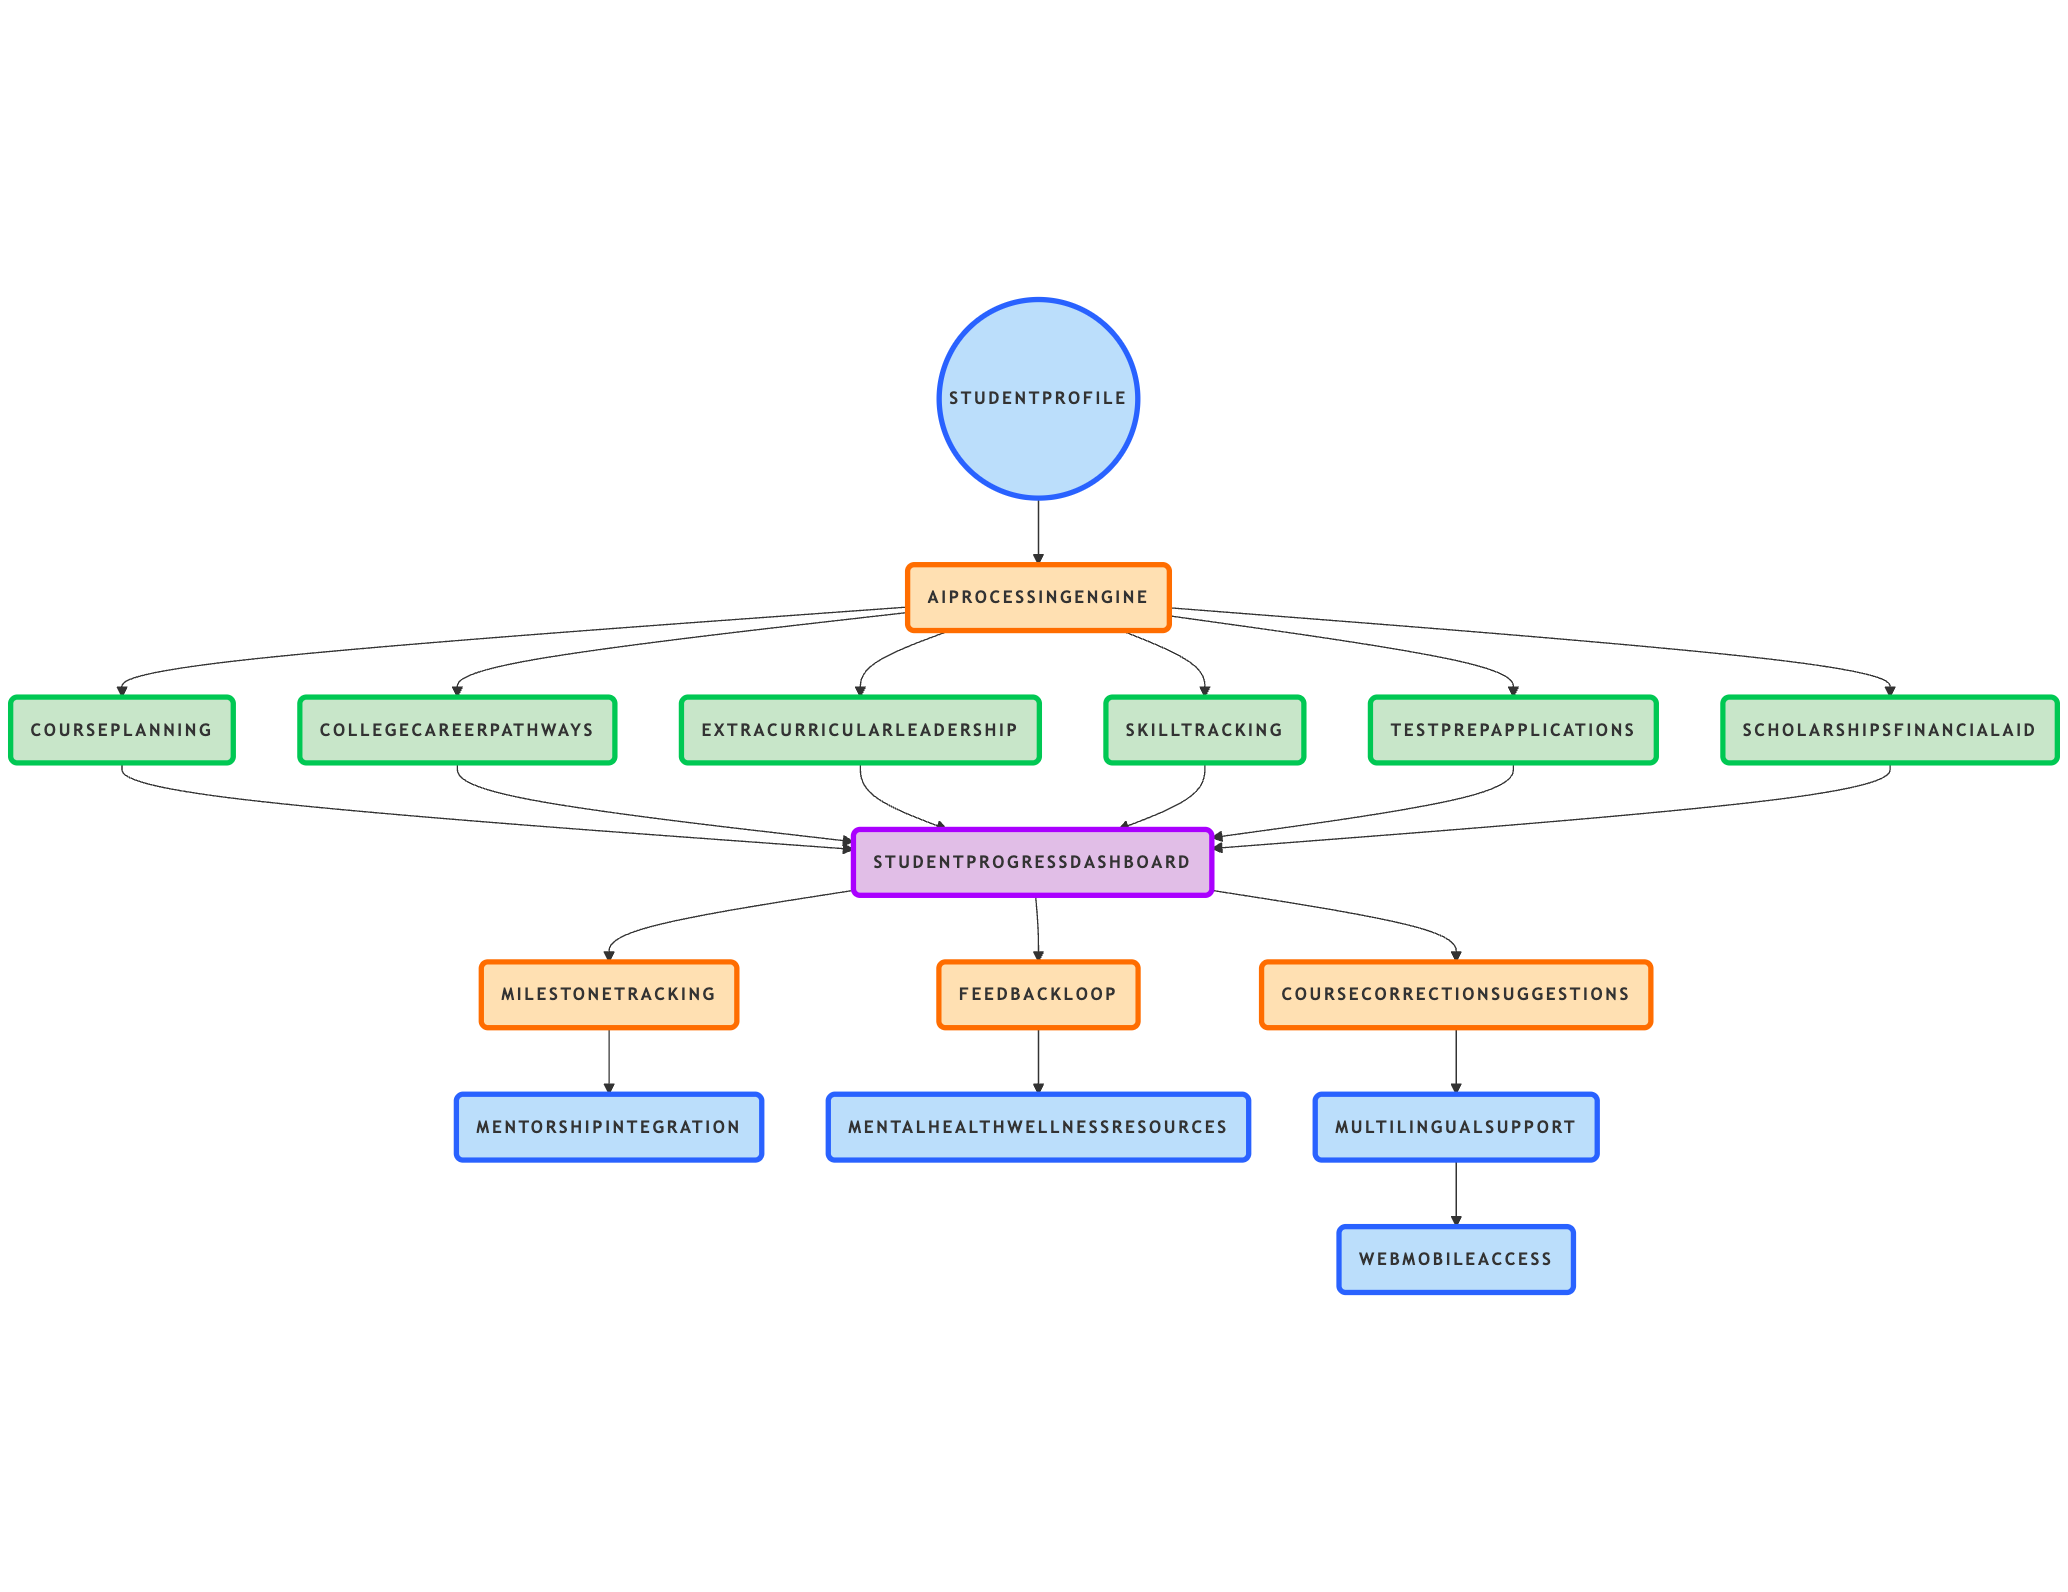 STUDENTPROFILE
AIPROCESSINGENGINE
COURSEPLANNING
COLLEGECAREERPATHWAYS
EXTRACURRICULARLEADERSHIP
SKILLTRACKING
TESTPREPAPPLICATIONS
SCHOLARSHIPSFINANCIALAID
STUDENTPROGRESSDASHBOARD
MILESTONETRACKING
FEEDBACKLOOP
COURSECORRECTIONSUGGESTIONS
MENTORSHIPINTEGRATION
MENTALHEALTHWELLNESSRESOURCES
MULTILINGUALSUPPORT
WEBMOBILEACCESS